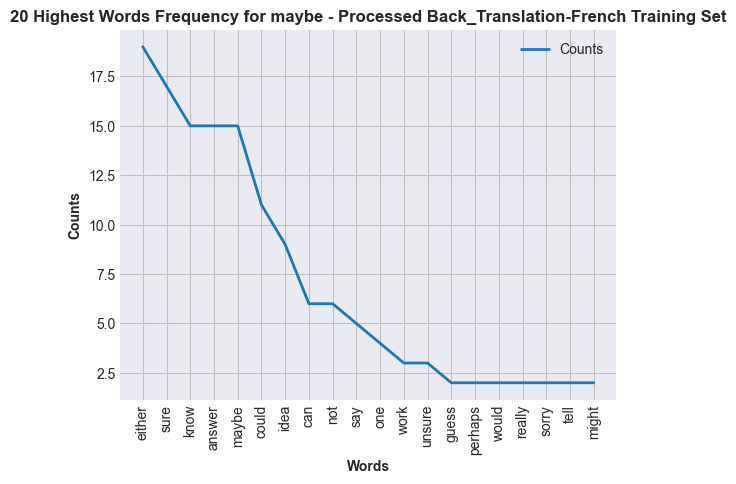 20 Highest Words Frequency for maybe - Processed Back_Translation-French Training Set
Counts
17.5
15.0
12.5
10.0
7.5
5.0
2.5
Counts
either
sure
know
answer
maybe
could
idea
can
not
say
one
work
unsure
guess
perhaps
would
really
sorry
tell
might
Words